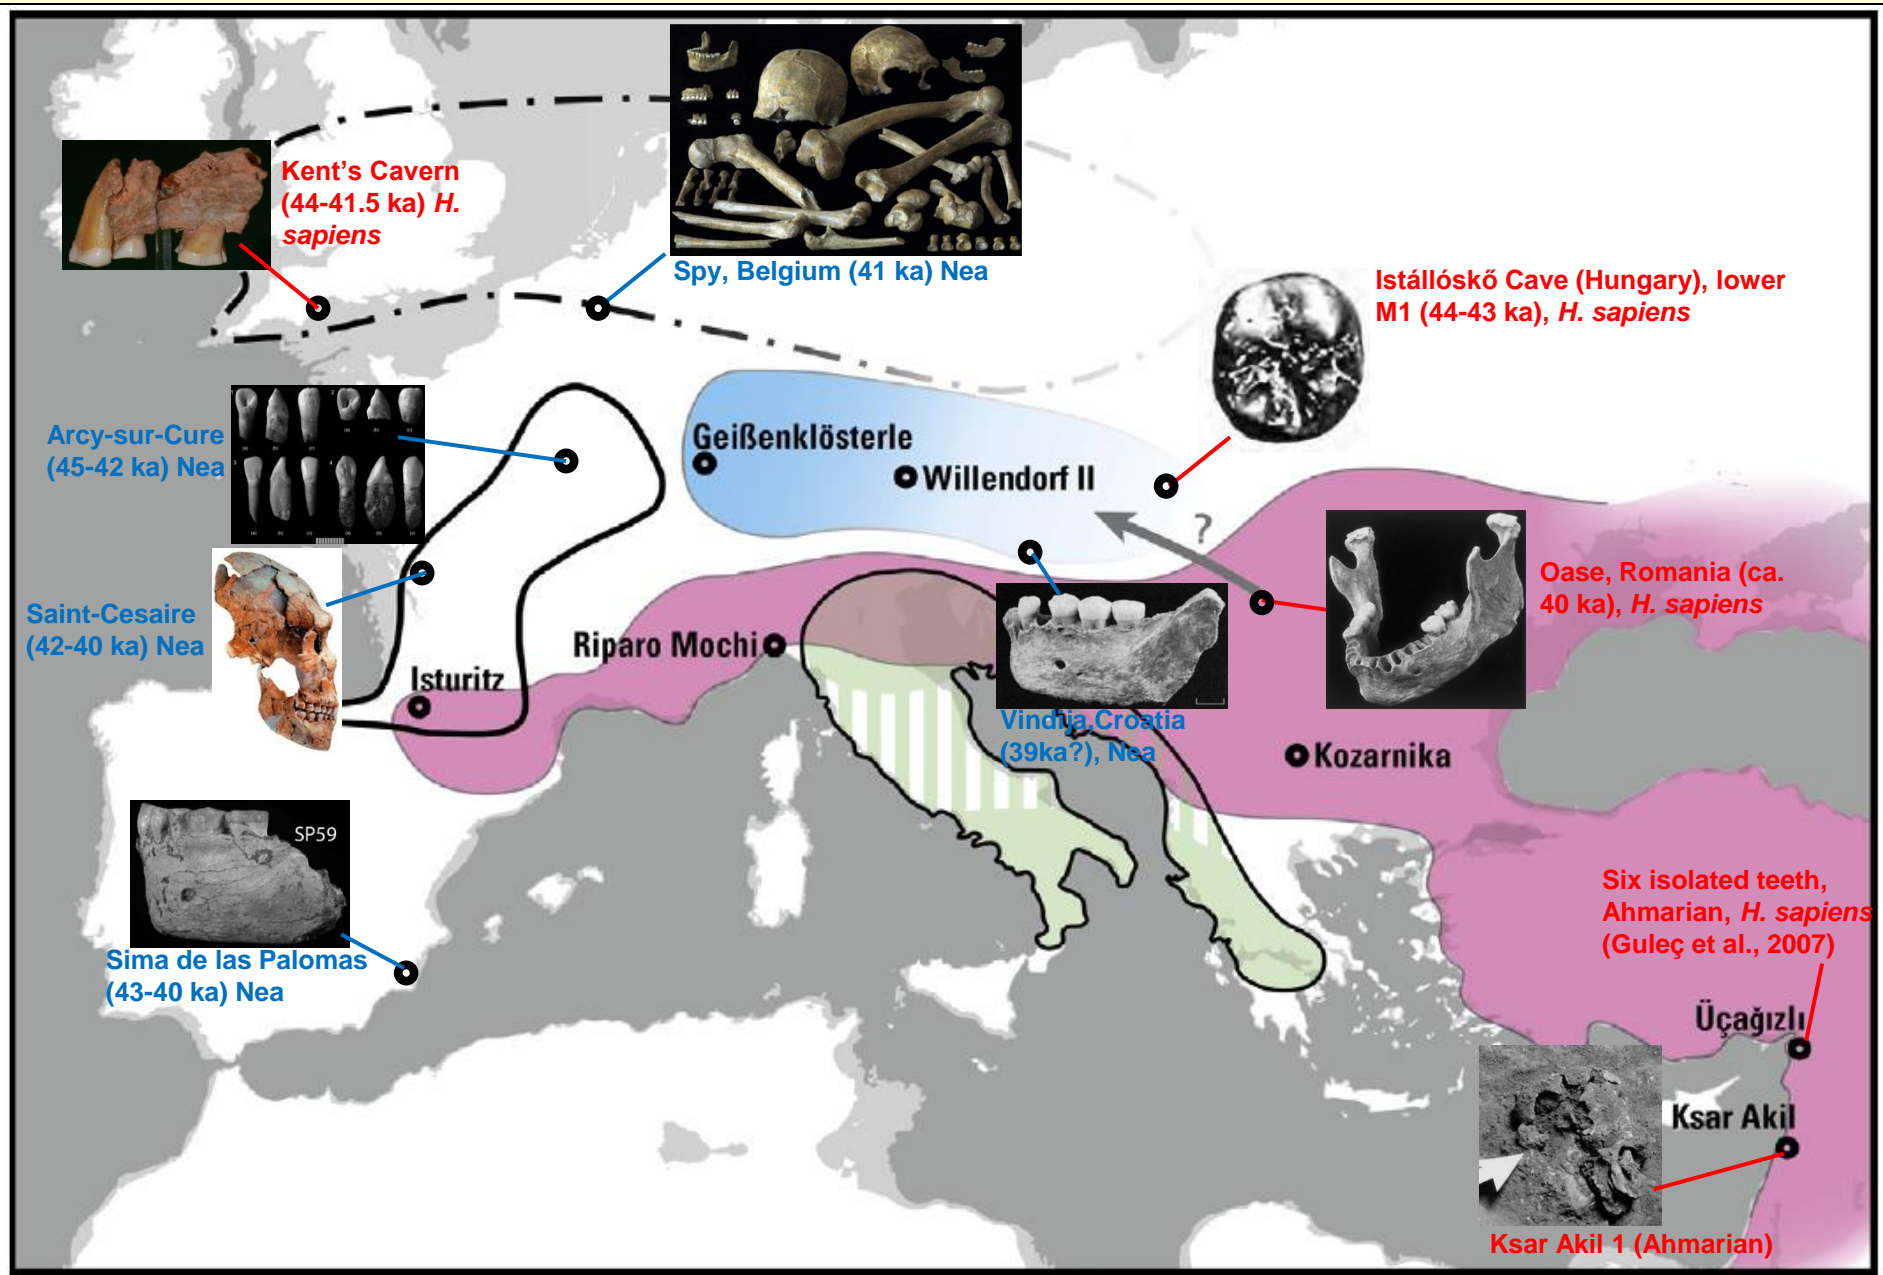 Kent’s Cavern
(44-41.5 ka) H.
sapiens
Spy, Belgium (41 ka) Nea
Istállóskő Cave (Hungary), lower
M1 (44-43 ka), H. sapiens
Arcy-sur-Cure
(45-42 ka) Nea
Geißenklösterle
Willendorf II
?
Oase, Romania (ca.
40 ka), H. sapiens
Saint-Cesaire
(42-40 ka) Nea
Riparo Mochi
Isturitz
Vindija,Croatia
(39ka?), Nea
Kozarnika
SP59
Sima de las Palomas
(43-40 ka) Nea
Six isolated teeth,
Ahmarian, H. sapiens
(Guleç et al., 2007)
Üçağızlı
Ksar Akil
Ksar Akil 1 (Ahmarian)